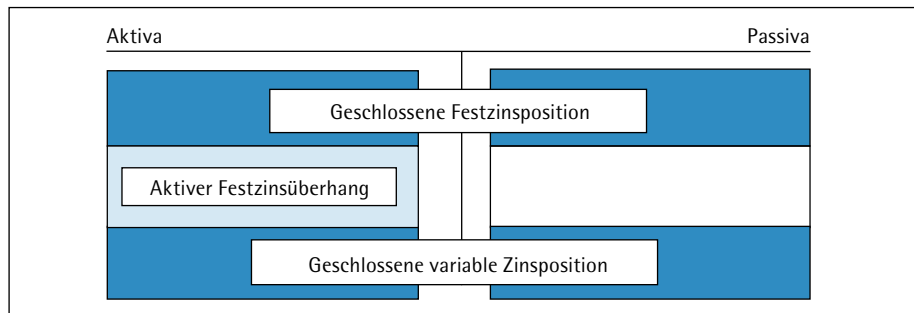 Aktiva
Passiva
Geschlossene Festzinsposition
Aktiver Festzinsüberhang
Geschlossene variable Zinsposition